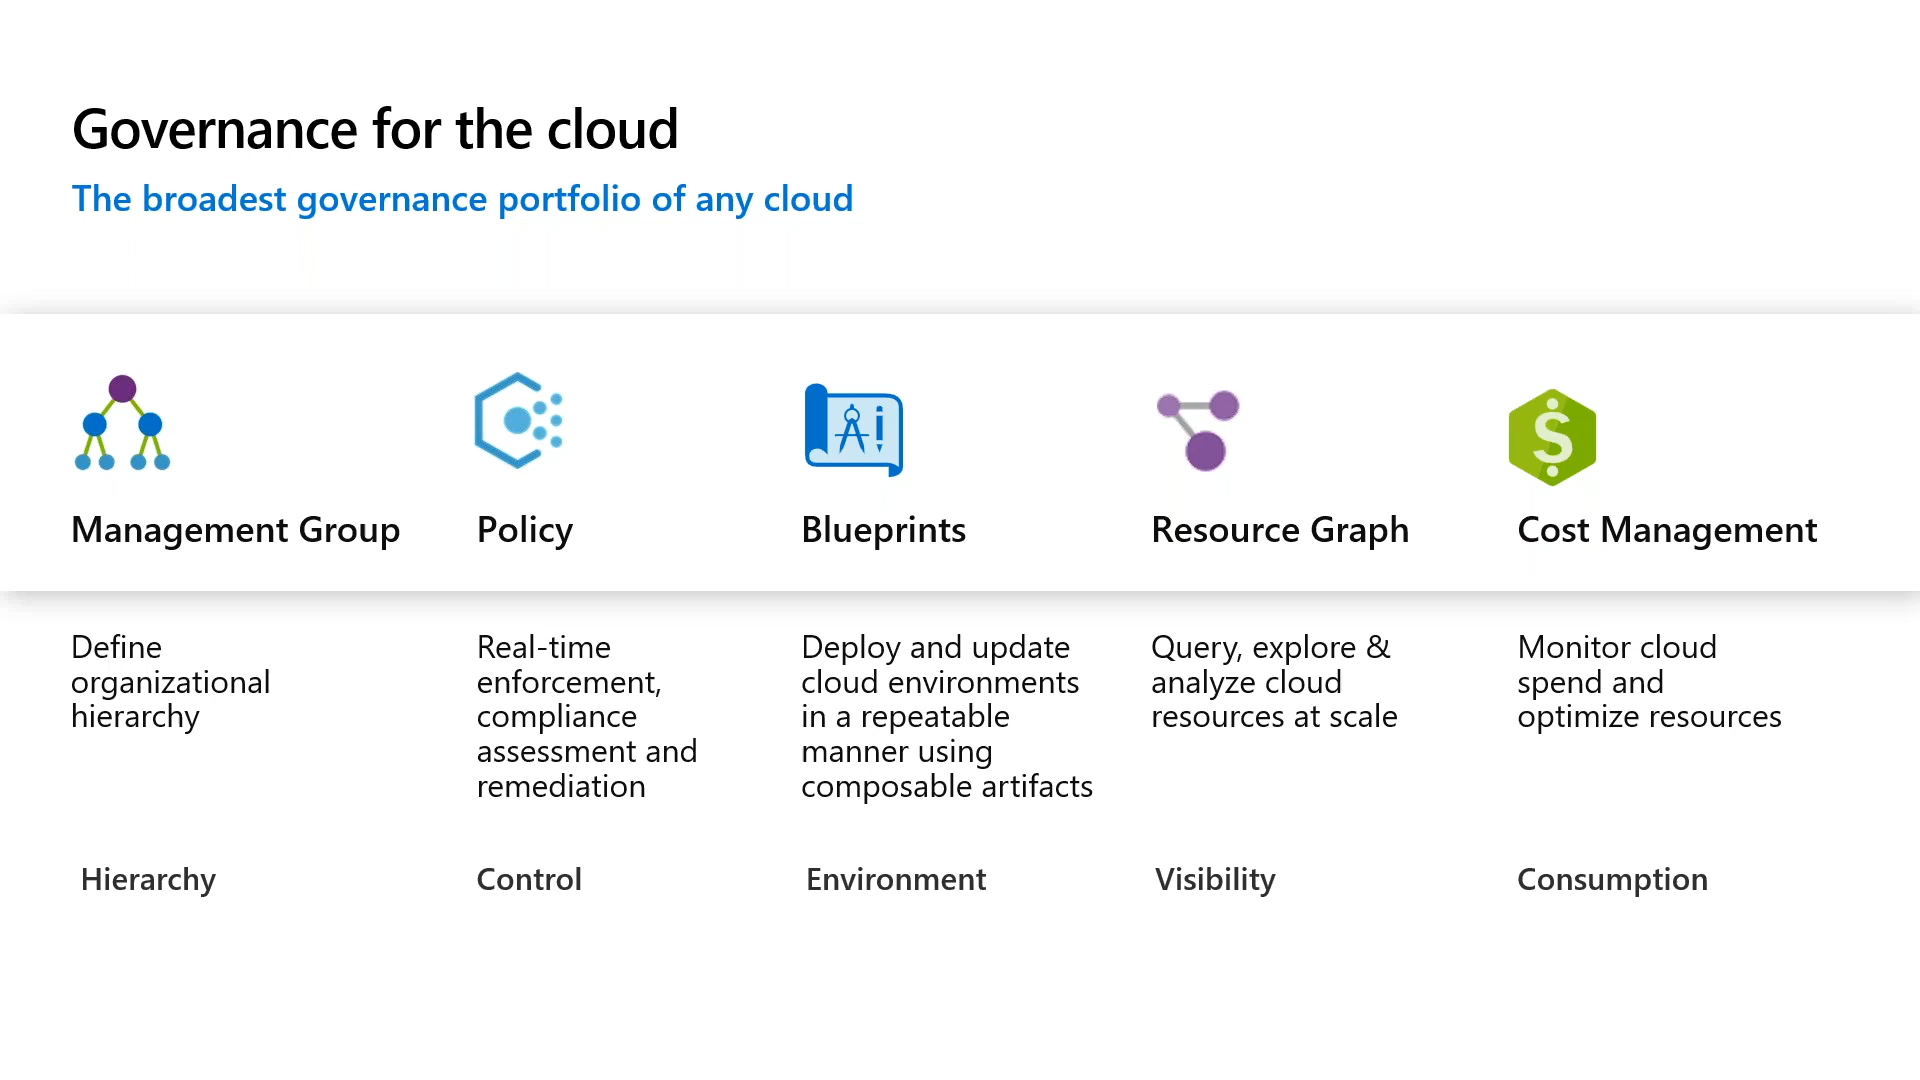 Governance for the cloud
The broadest governance portfolio of any cloud
Management Group
Policy
Blueprints
Resource Graph
Cost Management
Define
organizational
hierarchy
Real-time
enforcement,
compliance
assessment and
remediation
Deploy and update
cloud environments
in a repeatable
manner using
composable artifacts
Query, explore &
analyze cloud
resources at scale
Monitor cloud
spend and
optimize resources
Hierarchy
Control
Environment
Visibility
Consumption